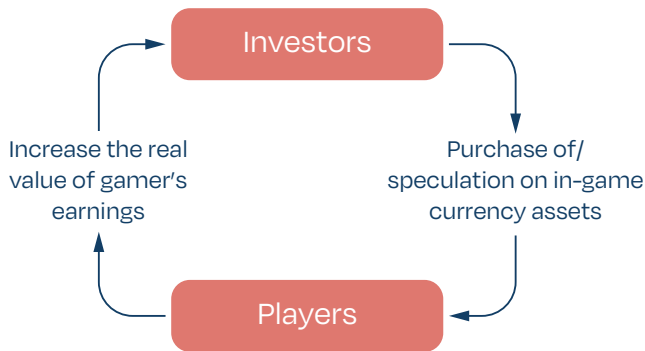 Investors
Increase the real
value of gamer's
earnings
Purchase of/
speculation on in-game
currency assets
Players